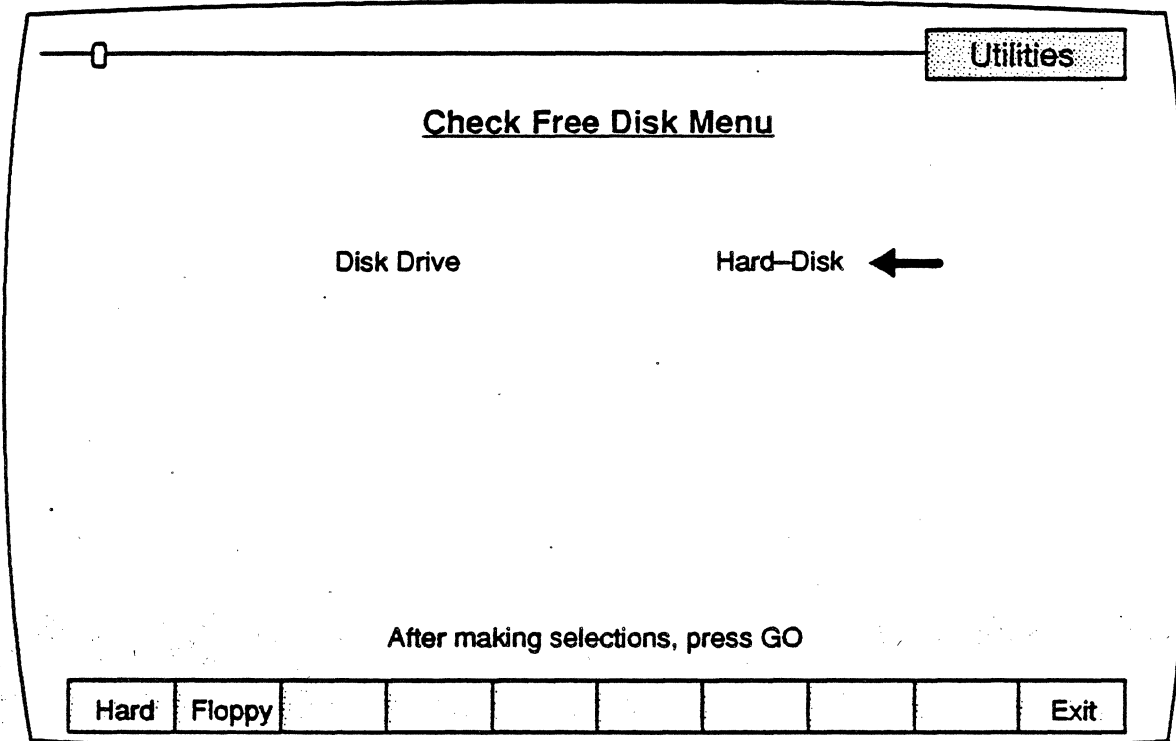 Utilities
Check Free Disk Menu
Disk Drive Hard–Disk
After making selections, press GO
Hard Floppy Exit